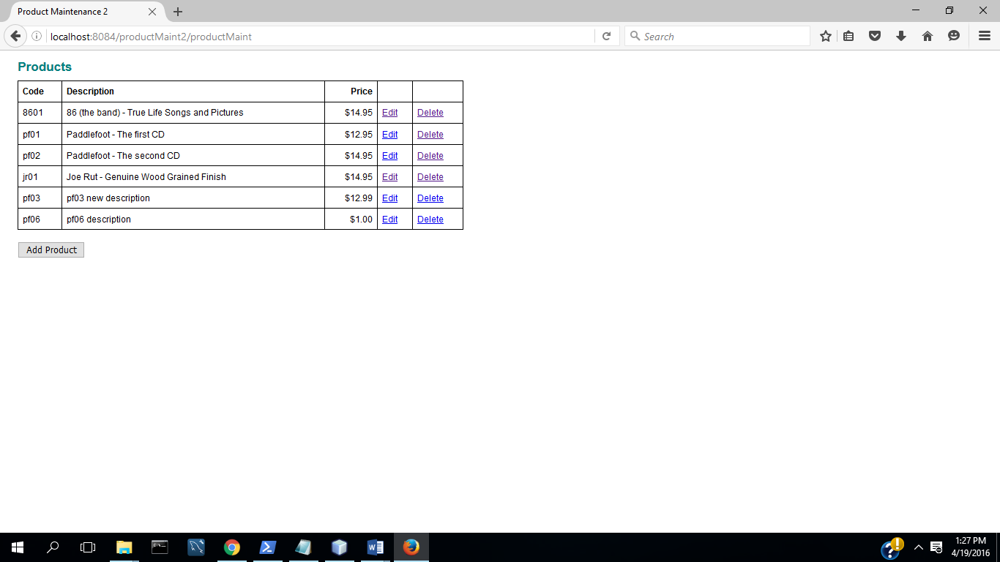 Product Maintenance 2
localhost:8084/productMaint2/productMaint
Search
Products
Code Description Price
8601 86 (the band) - True Life Songs and Pictures $14.95 Edit Delete
pf01 Paddlefoot - The first CD $12.95 Edit Delete
pf02 Paddlefoot - The second CD $14.95 Edit Delete
jr01 Joe Rut - Genuine Wood Grained Finish $14.95 Edit Delete
pf03 pf03 new description $12.99 Edit Delete
pf06 pf06 description $1.00 Edit Delete
Add Product
1:27 PM
4/19/2016